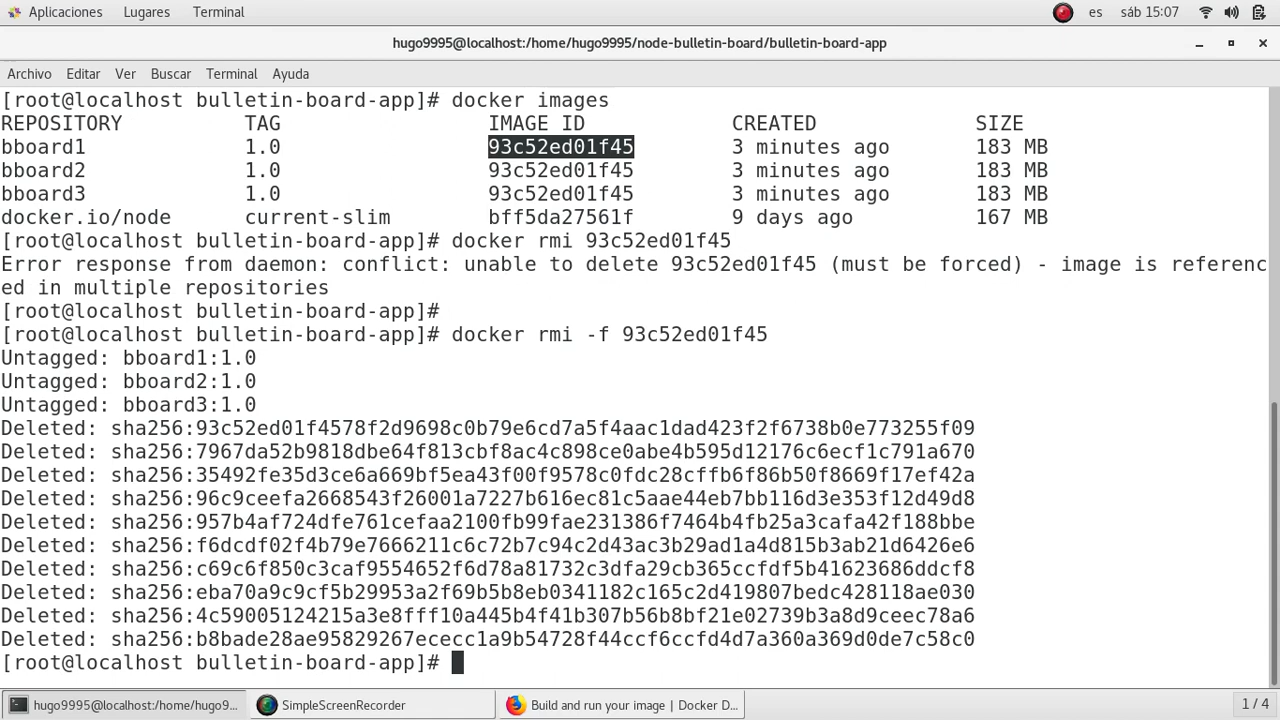 Aplicaciones Lugares Terminal es sáb 15:07
hugo9995@localhost:/home/hugo9995/node-bulletin-board/bulletin-board-app
Archivo Editar Ver Buscar Terminal Ayuda
[root@localhost bulletin-board-app]# docker images
REPOSITORY TAG IMAGE ID CREATED SIZE
bboard1 1.0 93c52ed01f45 3 minutes ago 183 MB
bboard2 1.0 93c52ed01f45 3 minutes ago 183 MB
bboard3 1.0 93c52ed01f45 3 minutes ago 183 MB
docker.io/node current-slim bff5da27561f 9 days ago 167 MB
[root@localhost bulletin-board-app]# docker rmi 93c52ed01f45
Error response from daemon: conflict: unable to delete 93c52ed01f45 (must be forced) - image is referenc
ed in multiple repositories
[root@localhost bulletin-board-app]#
[root@localhost bulletin-board-app]# docker rmi -f 93c52ed01f45
Untagged: bboard1:1.0
Untagged: bboard2:1.0
Untagged: bboard3:1.0
Deleted: sha256:93c52ed01f4578f2d9698c0b79e6cd7a5f4aac1dad423f2f6738b0e773255f09
Deleted: sha256:7967da52b9818dbe64f813cbf8ac4c898ce0abe4b595d12176c6ecf1c791a670
Deleted: sha256:35492fe35d3ce6a669bf5ea43f00f9578c0fdc28cffb6f86b50f8669f17ef42a
Deleted: sha256:96c9ceefa2668543f26001a7227b616ec81c5aae44eb7bb116d3e353f12d49d8
Deleted: sha256:957b4af724dfe761cefaa2100fb99fae231386f7464b4fb25a3cafa42f188bbe
Deleted: sha256:f6dcdf02f4b79e7666211c6c72b7c94c2d43ac3b29ad1a4d815b3ab21d6426e6
Deleted: sha256:c69c6f850c3caf9554652f6d78a81732c3dfa29cb365ccfdf5b41623686ddcf8
Deleted: sha256:eba70a9c9cf5b29953a2f69b5b8eb0341182c165c2d419807bedc428118ae030
Deleted: sha256:4c59005124215a3e8fff10a445b4f41b307b56b8bf21e02739b3a8d9ceec78a6
Deleted: sha256:b8bade28ae95829267ececc1a9b54728f44ccf6ccfd4d7a360a369d0de7c58c0
[root@localhost bulletin-board-app]#
hugo9995@localhost:/home/hugo9... SimpleScreenRecorder Build and run your image | Docker D... 1 / 4